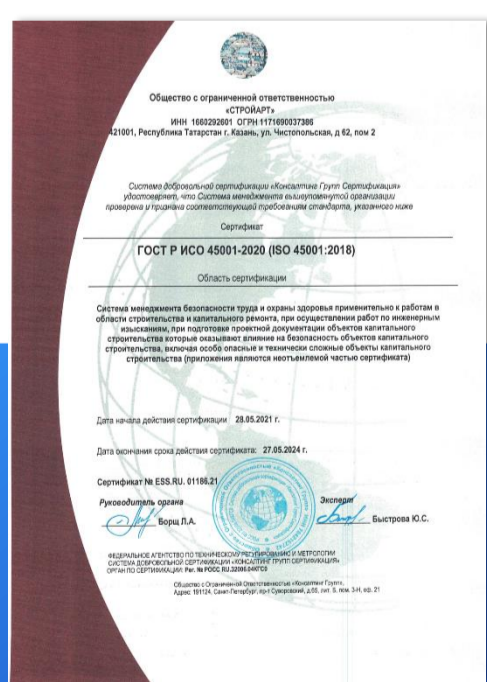 Общество с ограниченной ответственностью
«СТРОЙАРТ»
ИНН 1660292601 ОГРН 1171690037386
421001, Республика Татарстан г. Казань, ул. Чистопольская, д 62, пом 2
Система добровольной сертификации «Консалтинг Групп Сертификация»
удостоверяет, что Система менеджмента вышеупомянутой организации
проверена и признана соответствующей требованиям стандарта, указанного ниже
Сертификат
ГОСТ Р ИСО 45001-2020 (ISO 45001:2018)
Область сертификации
Система менеджмента безопасности труда и охраны здоровья применительно к работам в
области строительства и капитального ремонта, при осуществлении работ по инженерным
изысканиям, при подготовке проектной документации объектов капитального
строительства которые оказывают влияние на безопасность объектов капитального
строительства, включая особо опасные и технически сложные объекты капитального
строительства (приложения являются неотъемлемой частью сертификата)
Дата начала действия сертификации 28.05.2021 г.
Дата окончания срока действия сертификата: 27.05.2024 г.
Сертификат № ESS.RU. 01186.21
Руководитель органа
Борщ Л.А.
Эксперт
Быстрова Ю.С.
ФЕДЕРАЛЬНОЕ АГЕНТСТВО ПО ТЕХНИЧЕСКОМУ РЕГУЛИРОВАНИЮ И МЕТРОЛОГИИ
СИСТЕМА ДОБРОВОЛЬНОЙ СЕРТИФИКАЦИИ «КОНСАЛТИНГ ГРУПП СЕРТИФИКАЦИЯ»
ОРГАН ПО СЕРТИФИКАЦИИ: Рег. № РОСС RU.32006.04КГС0
Общество с Ограниченной Ответственностью «Консалтинг Групп»,
Адрес: 191124, Санкт-Петербург, пр-т Суворовский, д.65, лит. Б, пом. 3-Н, оф. 21